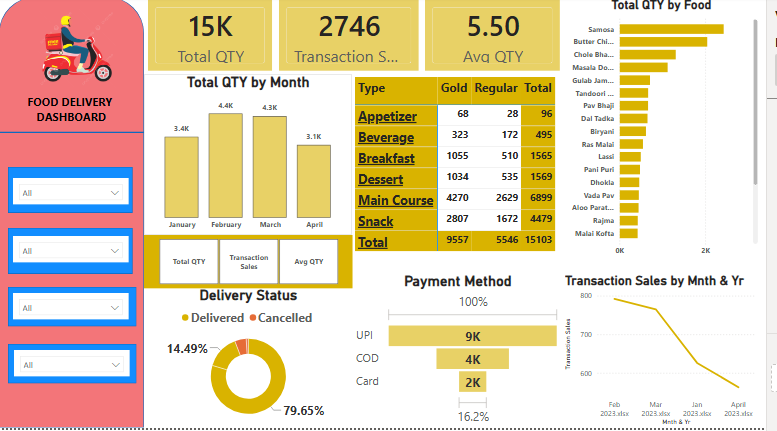 FOOD DELIVERY
DASHBOARD
All
All
All
All
15K
Total QTY
2746
Transaction S...
5.50
Avg QTY
Total QTY by Month
3.4K
4.4K
4.3K
3.1K
January February March April
Total QTY
Transaction
Sales
Avg QTY
Type Gold Regular Total
Appetizer 68 28 96
Beverage 323 172 495
Breakfast 1055 510 1565
Dessert 1034 535 1569
Main Course 4270 2629 6899
Snack 2807 1672 4479
Total 9557 5546 15103
Total QTY by Food
Samosa
Butter Chi...
Chole Bha...
Masala Do...
Gulab Jam...
Tandoori ...
Pav Bhaji
Dal Tadka
Biryani
Ras Malai
Lassi
Pani Puri
Dhokla
Vada Pav
Aloo Parat...
Rajma
Malai Kofta
0K 2K
Delivery Status
Delivered Cancelled
14.49%
79.65%
Payment Method
100%
UPI 9K
COD 4K
Card 2K
16.2%
Transaction Sales by Mnth & Yr
Transaction Sales
800
700
600
Feb Mar Jan April
2023.xlsx 2023.xlsx 2023.xlsx 2023.xlsx
Mnth & Yr